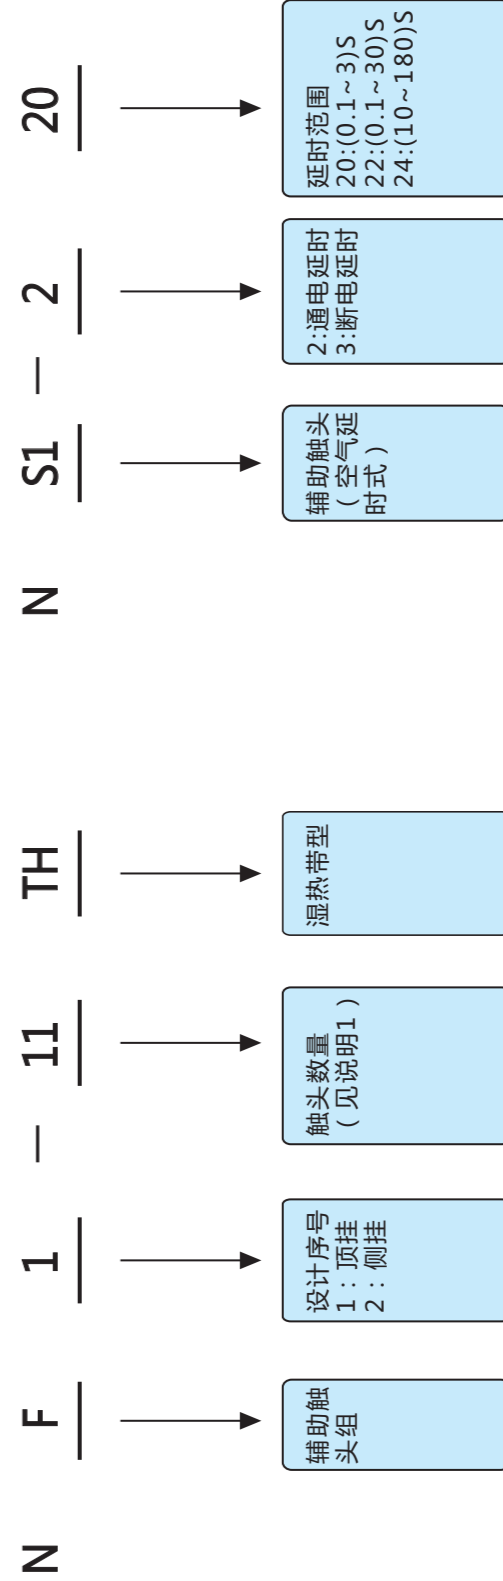 N F 1 — 11 TH
辅助触
头组
设计序号
1：顶挂
2：侧挂
触头数量
（见说明1）
湿热带型
N S1 — 2 20
辅助触头
（空气延
时式）
2:通电延时
3:断电延时
延时范围
20:(0.1~3)S
22:(0.1~30)S
24:(10~180)S